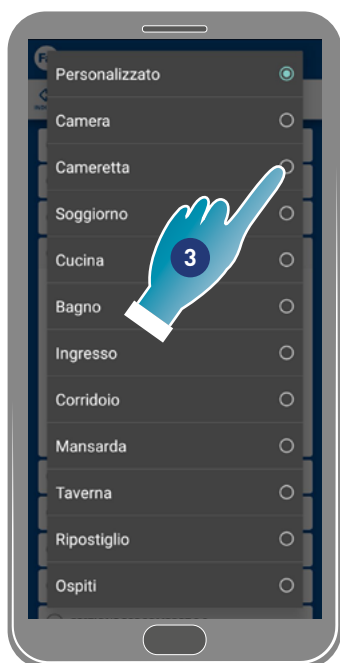 Personalizzato
Camera
Cameretta
Soggiorno
Cucina
3
Bagno
Ingresso
Corridoio
Mansarda
Taverna
Ripostiglio
Ospiti